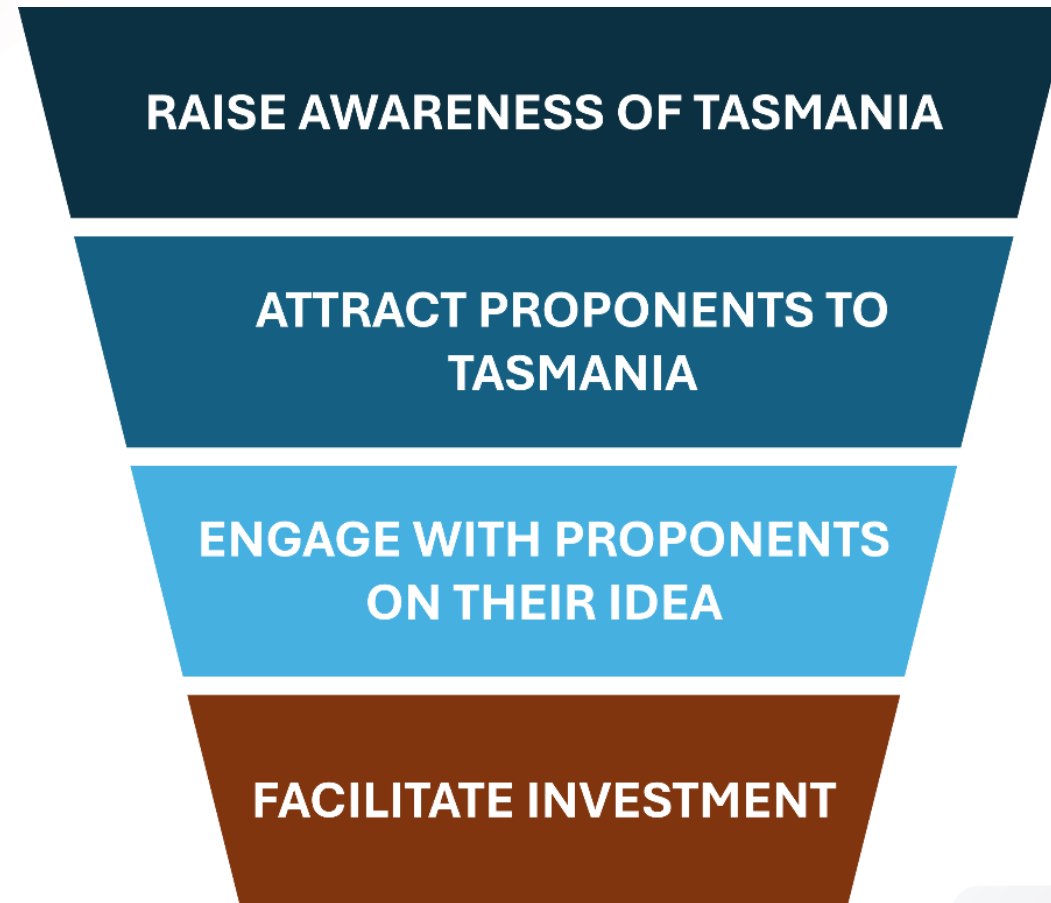 RAISE AWARENESS OF TASMANIA
ATTRACT PROPONENTS TO
TASMANIA
ENGAGE WITH PROPONENTS
ON THEIR IDEA
FACILITATE INVESTMENT